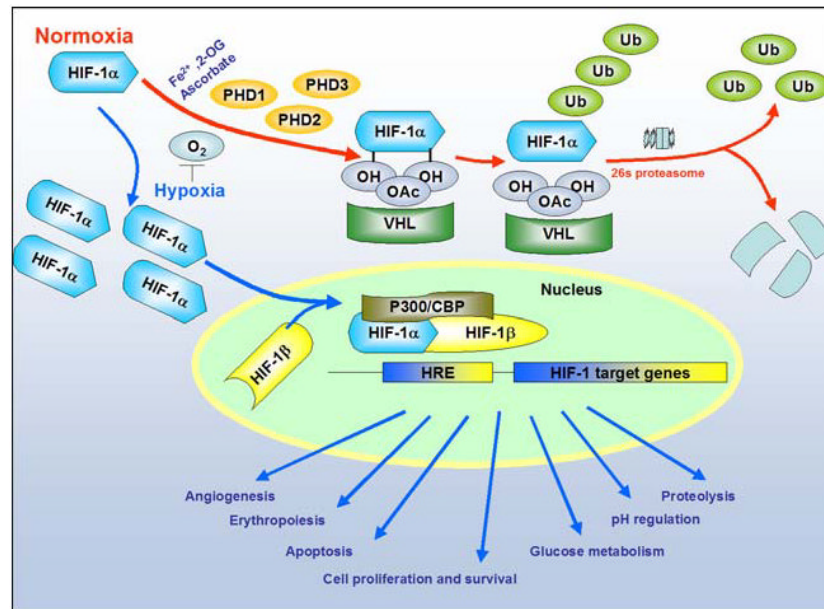 Normoxia
HIF-1α
Fe²⁺ ,2-OG
Ascorbate
PHD1
PHD3
PHD2
HIF-1α
OH
OH
OAc
VHL
Ub
Ub
Ub
HIF-1α
OH
OH
OAc
VHL
26s proteasome
Ub
Ub
Ub
O₂
Hypoxia
HIF-1α
HIF-1α
HIF-1α
HIF-1α
Nucleus
P300/CBP
HIF-1α
HIF-1β
HIF-1β
HRE
HIF-1 target genes
Angiogenesis
Erythropoiesis
Apoptosis
Cell proliferation and survival
Glucose metabolism
pH regulation
Proteolysis